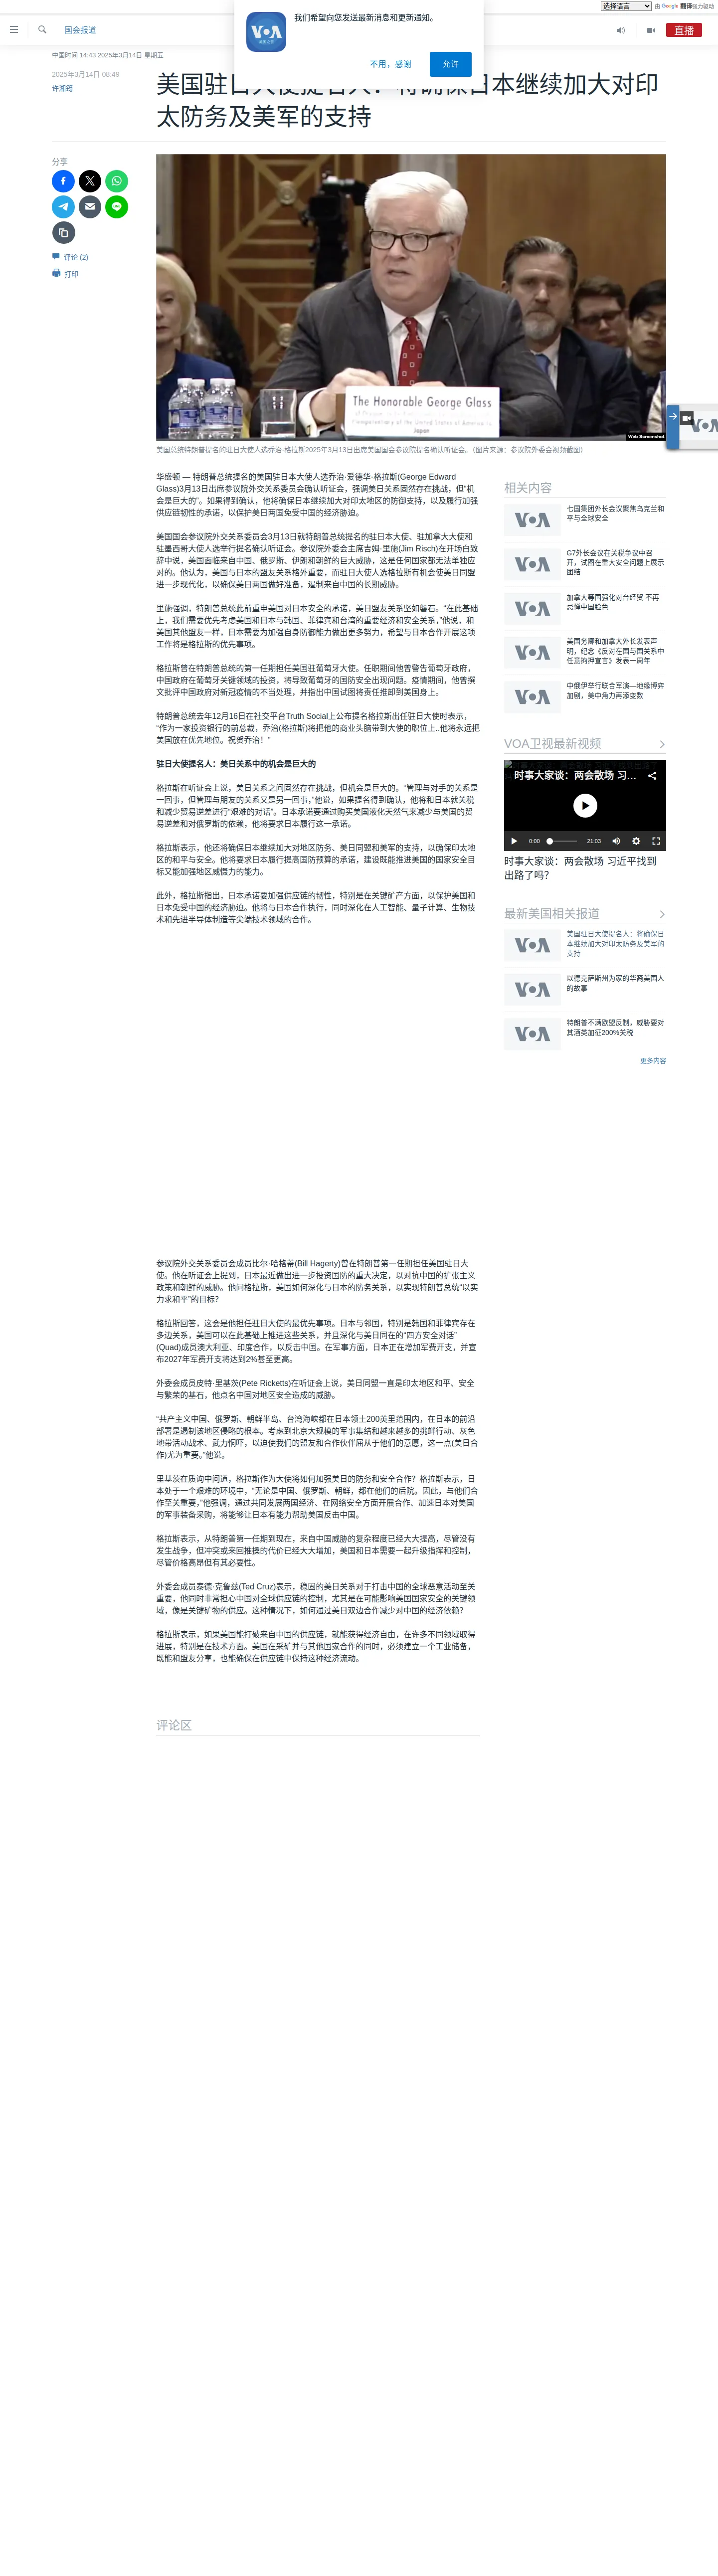 选择语言
由 Google 翻译强力驱动
国会报道
VOA
我们希望向您发送最新消息和更新通知。
不用，感谢
允许
直播
中国时间 14:43 2025年3月14日 星期五
2025年3月14日 08:49
许湘筠
美国驻日大使提名人：将确保日本继续加大对印
太防务及美军的支持
分享
评论 (2)
打印
The Honorable George Glass
Japan
Web Screenshot
美国总统特朗普提名的驻日大使人选乔治·格拉斯2025年3月13日出席美国国会参议院提名确认听证会。（图片来源：参议院外委会视频截图）
华盛顿 — 特朗普总统提名的美国驻日本大使人选乔治·爱德华·格拉斯(George Edward
Glass)3月13日出席参议院外交关系委员会确认听证会，强调美日关系固然存在挑战，但“机
会是巨大的”。如果得到确认，他将确保日本继续加大对印太地区的防御支持，以及履行加强
供应链韧性的承诺，以保护美日两国免受中国的经济胁迫。
美国国会参议院外交关系委员会3月13日就特朗普总统提名的驻日本大使、驻加拿大大使和
驻墨西哥大使人选举行提名确认听证会。参议院外委会主席吉姆·里施(Jim Risch)在开场白致
辞中说，美国面临来自中国、俄罗斯、伊朗和朝鲜的巨大威胁，这是任何国家都无法单独应
对的。他认为，美国与日本的盟友关系格外重要，而驻日大使人选格拉斯有机会使美日同盟
进一步现代化，以确保美日两国做好准备，遏制来自中国的长期威胁。
里施强调，特朗普总统此前重申美国对日本安全的承诺，美日盟友关系坚如磐石。“在此基础
上，我们需要优先考虑美国和日本与韩国、菲律宾和台湾的重要经济和安全关系，”他说，和
美国其他盟友一样，日本需要为加强自身防御能力做出更多努力，希望与日本合作开展这项
工作将是格拉斯的优先事项。
格拉斯曾在特朗普总统的第一任期担任美国驻葡萄牙大使。任职期间他曾警告葡萄牙政府，
中国政府在葡萄牙关键领域的投资，将导致葡萄牙的国防安全出现问题。疫情期间，他曾撰
文批评中国政府对新冠疫情的不当处理，并指出中国试图将责任推卸到美国身上。
特朗普总统去年12月16日在社交平台Truth Social上公布提名格拉斯出任驻日大使时表示，
“作为一家投资银行的前总裁，乔治(格拉斯)将把他的商业头脑带到大使的职位上...他将永远把
美国放在优先地位。祝贺乔治！”
驻日大使提名人：美日关系中的机会是巨大的
格拉斯在听证会上说，美日关系之间固然存在挑战，但机会是巨大的。“管理与对手的关系是
一回事，但管理与朋友的关系又是另一回事，”他说，如果提名得到确认，他将和日本就关税
和减少贸易逆差进行“艰难的对话”。日本承诺要通过购买美国液化天然气来减少与美国的贸
易逆差和对俄罗斯的依赖，他将要求日本履行这一承诺。
格拉斯表示，他还将确保日本继续加大对地区防务、美日同盟和美军的支持，以确保印太地
区的和平与安全。他将要求日本履行提高国防预算的承诺，建设既能推进美国的国家安全目
标又能加强地区威慑力的能力。
此外，格拉斯指出，日本承诺要加强供应链的韧性，特别是在关键矿产方面，以保护美国和
日本免受中国的经济胁迫。他将与日本合作执行，同时深化在人工智能、量子计算、生物技
术和先进半导体制造等尖端技术领域的合作。
参议院外交关系委员会成员比尔·哈格蒂(Bill Hagerty)曾在特朗普第一任期担任美国驻日大
使。他在听证会上提到，日本最近做出进一步投资国防的重大决定，以对抗中国的扩张主义
政策和朝鲜的威胁。他问格拉斯，美国如何深化与日本的防务关系，以实现特朗普总统“以实
力求和平”的目标？
格拉斯回答，这会是他担任驻日大使的最优先事项。日本与邻国，特别是韩国和菲律宾存在
多边关系，美国可以在此基础上推进这些关系，并且深化与美日同在的“四方安全对话”
(Quad)成员澳大利亚、印度合作，以反击中国。在军事方面，日本正在增加军费开支，并宣
布2027年军费开支将达到2%甚至更高。
外委会成员皮特·里基茨(Pete Ricketts)在听证会上说，美日同盟一直是印太地区和平、安全
与繁荣的基石，他点名中国对地区安全造成的威胁。
“共产主义中国、俄罗斯、朝鲜半岛、台湾海峡都在日本领土200英里范围内，在日本的前沿
部署是遏制该地区侵略的根本。考虑到北京大规模的军事集结和越来越多的挑衅行动、灰色
地带活动战术、武力恫吓，以迫使我们的盟友和合作伙伴屈从于他们的意愿，这一点(美日合
作)尤为重要。”他说。
里基茨在质询中问道，格拉斯作为大使将如何加强美日的防务和安全合作？格拉斯表示，日
本处于一个艰难的环境中，“无论是中国、俄罗斯、朝鲜，都在他们的后院。因此，与他们合
作至关重要，”他强调，通过共同发展两国经济、在网络安全方面开展合作、加速日本对美国
的军事装备采购，将能够让日本有能力帮助美国反击中国。
格拉斯表示，从特朗普第一任期到现在，来自中国威胁的复杂程度已经大大提高，尽管没有
发生战争，但冲突或来回推搡的代价已经大大增加，美国和日本需要一起升级指挥和控制，
尽管价格高昂但有其必要性。
外委会成员泰德·克鲁兹(Ted Cruz)表示，稳固的美日关系对于打击中国的全球恶意活动至关
重要，他同时非常担心中国对全球供应链的控制，尤其是在可能影响美国国家安全的关键领
域，像是关键矿物的供应。这种情况下，如何通过美日双边合作减少对中国的经济依赖？
格拉斯表示，如果美国能打破来自中国的供应链，就能获得经济自由，在许多不同领域取得
进展，特别是在技术方面。美国在采矿并与其他国家合作的同时，必须建立一个工业储备，
既能和盟友分享，也能确保在供应链中保持这种经济流动。
评论区
相关内容
七国集团外长会议聚焦乌克兰和
平与全球安全
G7外长会议在关税争议中召
开，试图在重大安全问题上展示
团结
加拿大等国强化对台经贸 不再
忌惮中国脸色
美国务卿和加拿大外长发表声
明，纪念《反对在国与国关系中
任意拘押宣言》发表一周年
中俄伊举行联合军演—地缘博弈
加剧，美中角力再添变数
VOA卫视最新视频
时事大家谈：两会散场 习...
0:00
21:03
时事大家谈：两会散场 习近平找到
出路了吗？
最新美国相关报道
美国驻日大使提名人：将确保日
本继续加大对印太防务及美军的
支持
以德克萨斯州为家的华裔美国人
的故事
特朗普不满欧盟反制，威胁要对
其酒类加征200%关税
更多内容